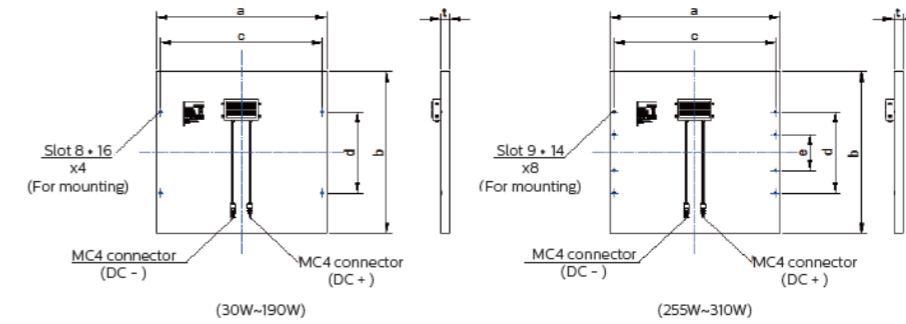 a
t
c
d
b
Slot 8 * 16
x4
(For mounting)
MC4 connector
(DC - )
MC4 connector
(DC + )
(30W~190W)
a
t
c
e
d
b
Slot 9 * 14
x8
(For mounting)
MC4 connector
(DC - )
MC4 connector
(DC + )
(255W~310W)